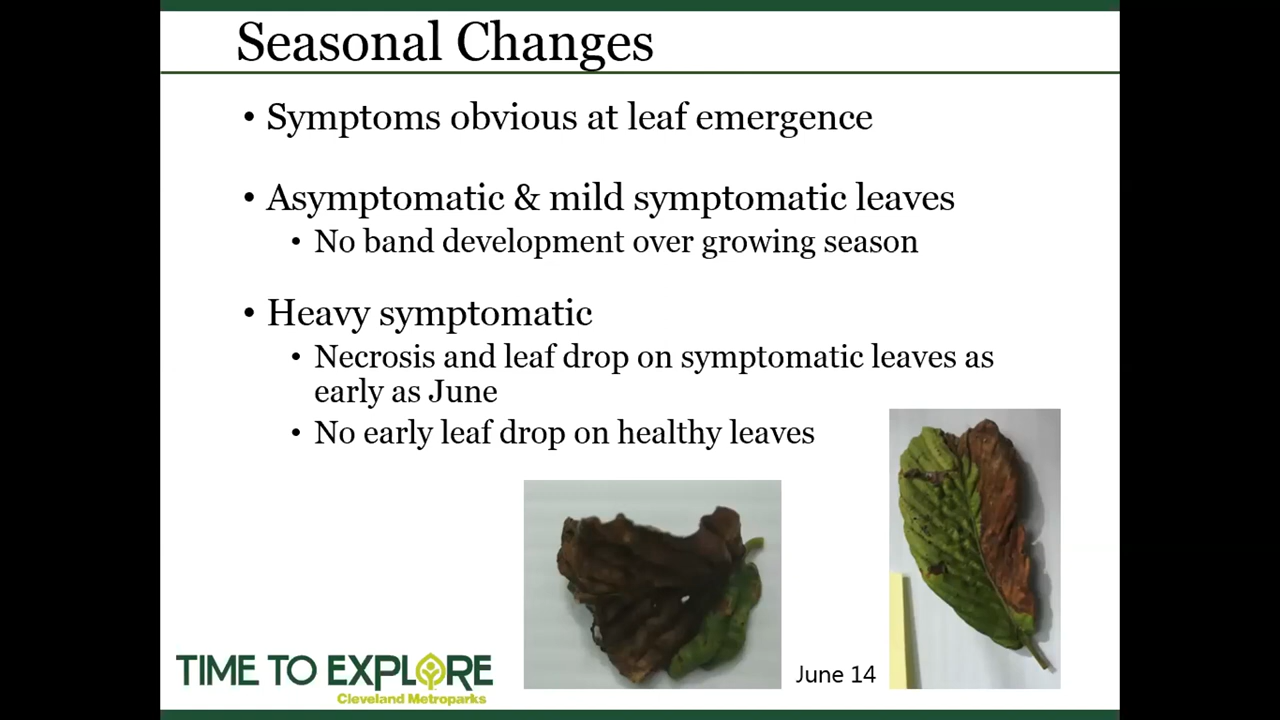 Seasonal Changes
• Symptoms obvious at leaf emergence
• Asymptomatic & mild symptomatic leaves
• No band development over growing season
• Heavy symptomatic
• Necrosis and leaf drop on symptomatic leaves as
early as June
• No early leaf drop on healthy leaves
June 14
TIME TO EXPLORE
Cleveland Metroparks